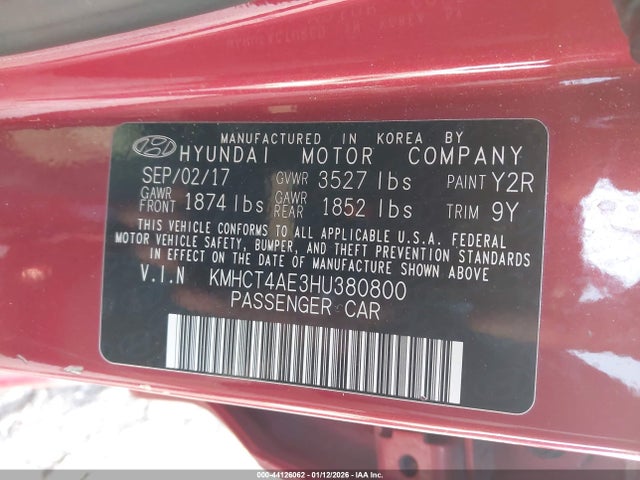 MANUFACTURED IN KOREA BY
HYUNDAI MOTOR COMPANY
SEP/02/17 GVWR 3527 lbs PAINT Y2R
GAWR FRONT 1874 lbs GAWR REAR 1852 lbs TRIM 9Y
THIS VEHICLE CONFORMS TO ALL APPLICABLE U.S.A. FEDERAL
MOTOR VEHICLE SAFETY, BUMPER, AND THEFT PREVENTION STANDARDS
IN EFFECT ON THE DATE OF MANUFACTURE SHOWN ABOVE.
V.I.N KMHCT4AE3HU380800
PASSENGER CAR
000-44126062 - 01/12/2026 - IAA Inc.